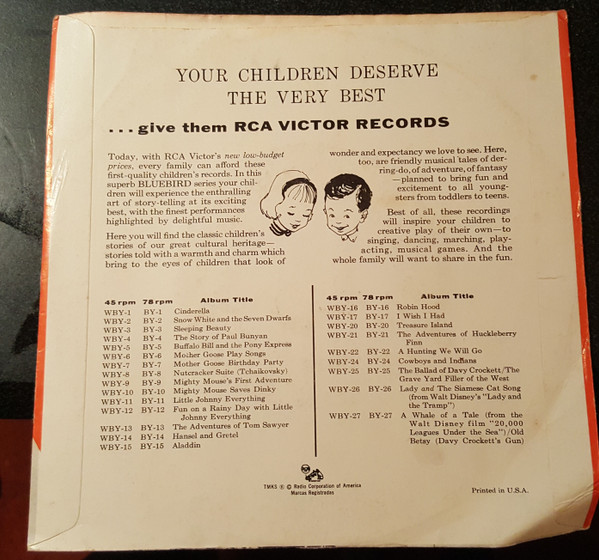 YOUR CHILDREN DESERVE
THE VERY BEST
...give them RCA VICTOR RECORDS
Today, with RCA Victor's new low-budget
prices, every family can afford these
first-quality children's records. In this
superb BLUEBIRD series your chil-
dren will experience the enthralling
art of story-telling at its exciting
best, with the finest performances
highlighted by delightful music.
Here you will find the classic children's
stories of our great cultural heritage—
stories told with a warmth and charm which
bring to the eyes of children that look of
wonder and expectancy we love to see. Here,
too, are friendly musical tales of der-
ring-do, of adventure, of fantasy
—planned to bring fun and
excitement to all young-
sters from toddlers to teens.
Best of all, these recordings
will inspire your children to
creative play of their own—to
singing, dancing, marching, play-
acting, musical games. And the
whole family will want to share in the fun.
45 rpm 78 rpm Album Title
WBY-1 BY-1 Cinderella
WBY-2 BY-2 Snow White and the Seven Dwarfs
WBY-3 BY-3 Sleeping Beauty
WBY-4 BY-4 The Story of Paul Bunyan
WBY-5 BY-5 Buffalo Bill and the Pony Express
WBY-6 BY-6 Mother Goose Play Songs
WBY-7 BY-7 Mother Goose Birthday Party
WBY-8 BY-8 Nutcracker Suite (Tchaikovsky)
WBY-9 BY-9 Mighty Mouse's First Adventure
WBY-10 BY-10 Mighty Mouse Saves Dinky
WBY-11 BY-11 Little Johnny Everything
WBY-12 BY-12 Fun on a Rainy Day with Little
Johnny Everything
WBY-13 BY-13 The Adventures of Tom Sawyer
WBY-14 BY-14 Hansel and Gretel
WBY-15 BY-15 Aladdin
45 rpm 78 rpm Album Title
WBY-16 BY-16 Robin Hood
WBY-17 BY-17 I Wish I Had
WBY-20 BY-20 Treasure Island
WBY-21 BY-21 The Adventures of Huckleberry
Finn
WBY-22 BY-22 A Hunting We Will Go
WBY-24 BY-24 Cowboys and Indians
WBY-25 BY-25 The Ballad of Davy Crockett/The
Grave Yard Filler of the West
WBY-26 BY-26 Lady and The Siamese Cat Song
(from Walt Disney's "Lady and
the Tramp")
WBY-27 BY-27 A Whale of a Tale (from the
Walt Disney film "20,000
Leagues Under the Sea")/Old
Betsy (Davy Crockett's Gun)
TMKS ® © Radio Corporation of America
Marcas Registradas
Printed in U.S.A.